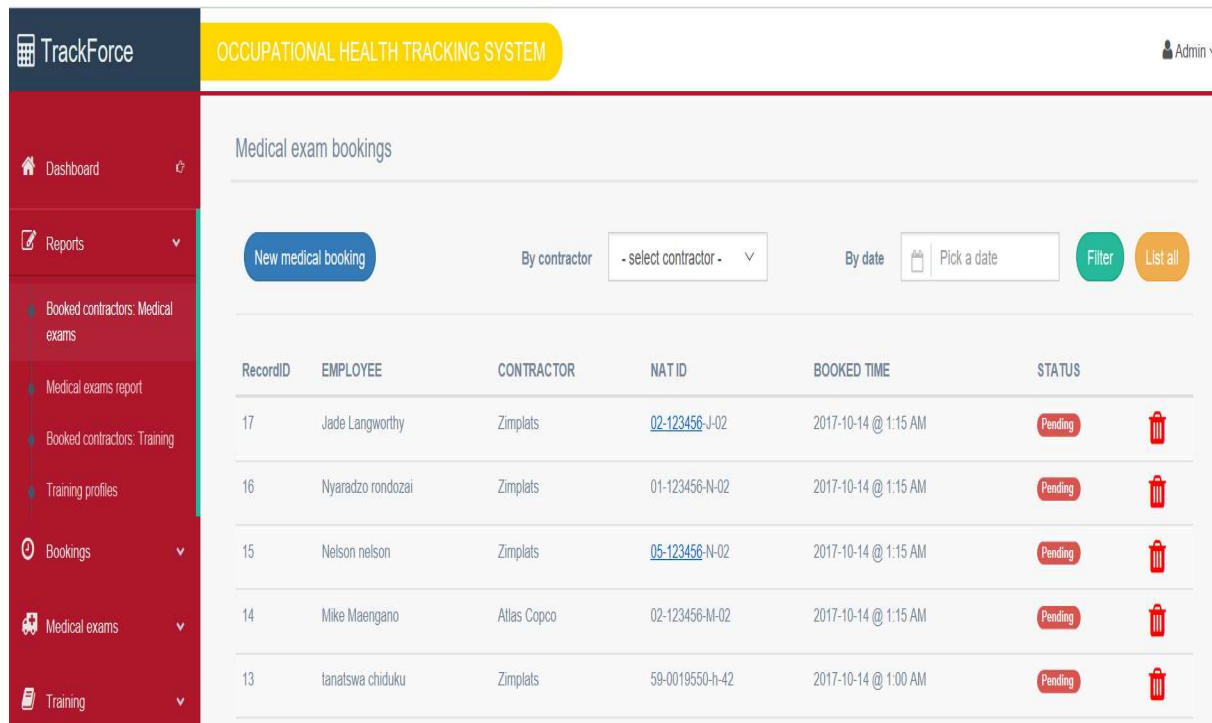 TrackForce
OCCUPATIONAL HEALTH TRACKING SYSTEM
Admin
Dashboard
Reports
Booked contractors: Medical
exams
Medical exams report
Booked contractors: Training
Training profiles
Bookings
Medical exams
Training
Medical exam bookings
New medical booking By contractor - select contractor - By date Pick a date Filter List all
RecordID EMPLOYEE CONTRACTOR NAT ID BOOKED TIME STATUS
17 Jade Langworthy Zimplats 02-123456-J-02 2017-10-14 @ 1:15 AM Pending
16 Nyaradzo rondozai Zimplats 01-123456-N-02 2017-10-14 @ 1:15 AM Pending
15 Nelson nelson Zimplats 05-123456-N-02 2017-10-14 @ 1:15 AM Pending
14 Mike Maengano Atlas Copco 02-123456-M-02 2017-10-14 @ 1:15 AM Pending
13 tanatswa chiduku Zimplats 59-0019550-h-42 2017-10-14 @ 1:00 AM Pending